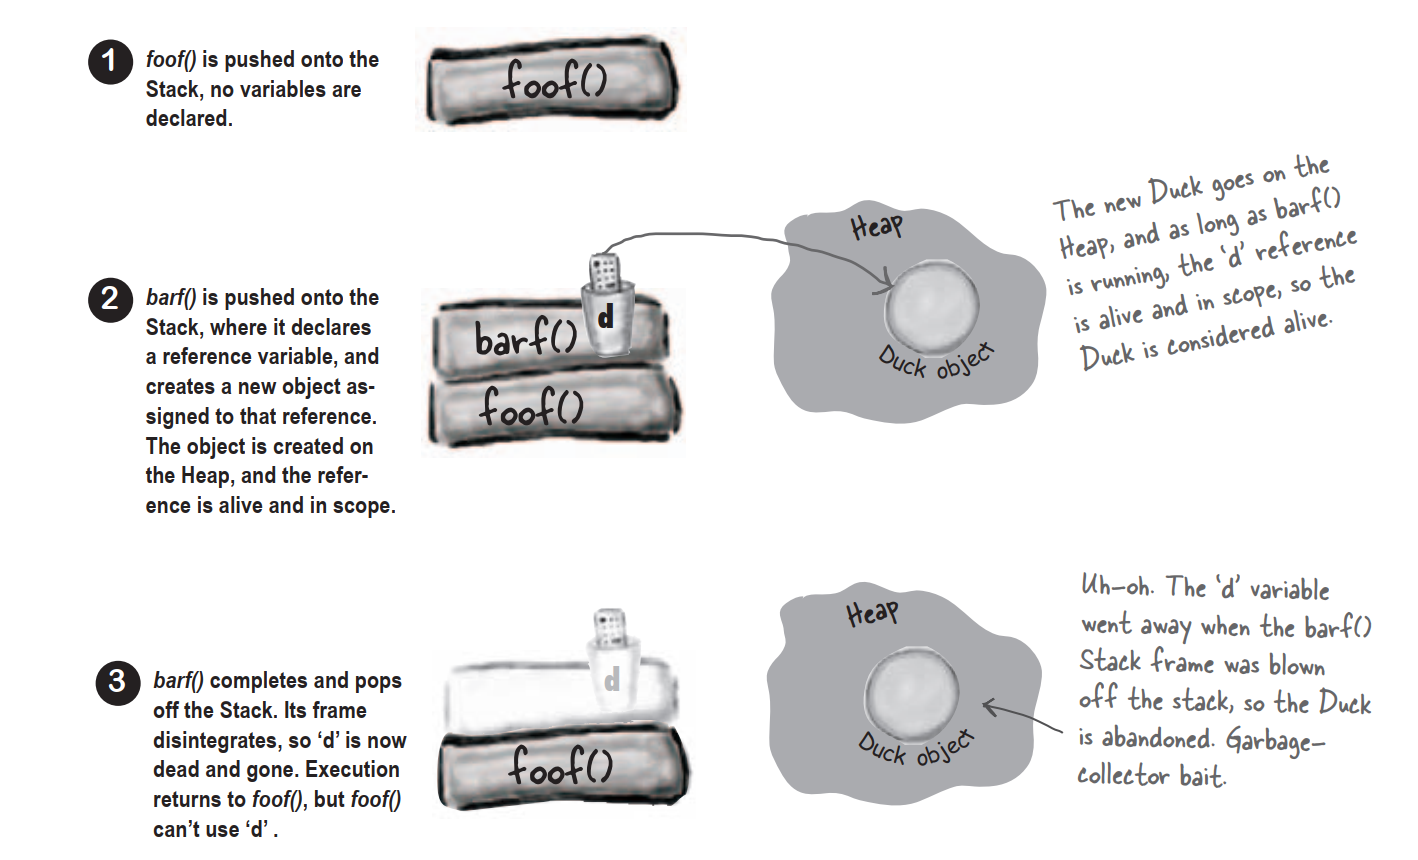 1
foof() is pushed onto the
Stack, no variables are
declared.
foof()
2
barf() is pushed onto the
Stack, where it declares
a reference variable, and
creates a new object as-
signed to that reference.
The object is created on
the Heap, and the refer-
ence is alive and in scope.
d
barf()
foof()
Heap
Duck object
The new Duck goes on the
Heap, and as long as barf()
is running, the ‘d’ reference
is alive and in scope, so the
Duck is considered alive.
3
barf() completes and pops
off the Stack. Its frame
disintegrates, so ‘d’ is now
dead and gone. Execution
returns to foof(), but foof()
can’t use ‘d’ .
d
foof()
Heap
Duck object
Uh-oh. The ‘d’ variable
went away when the barf()
Stack frame was blown
off the stack, so the Duck
is abandoned. Garbage-
collector bait.